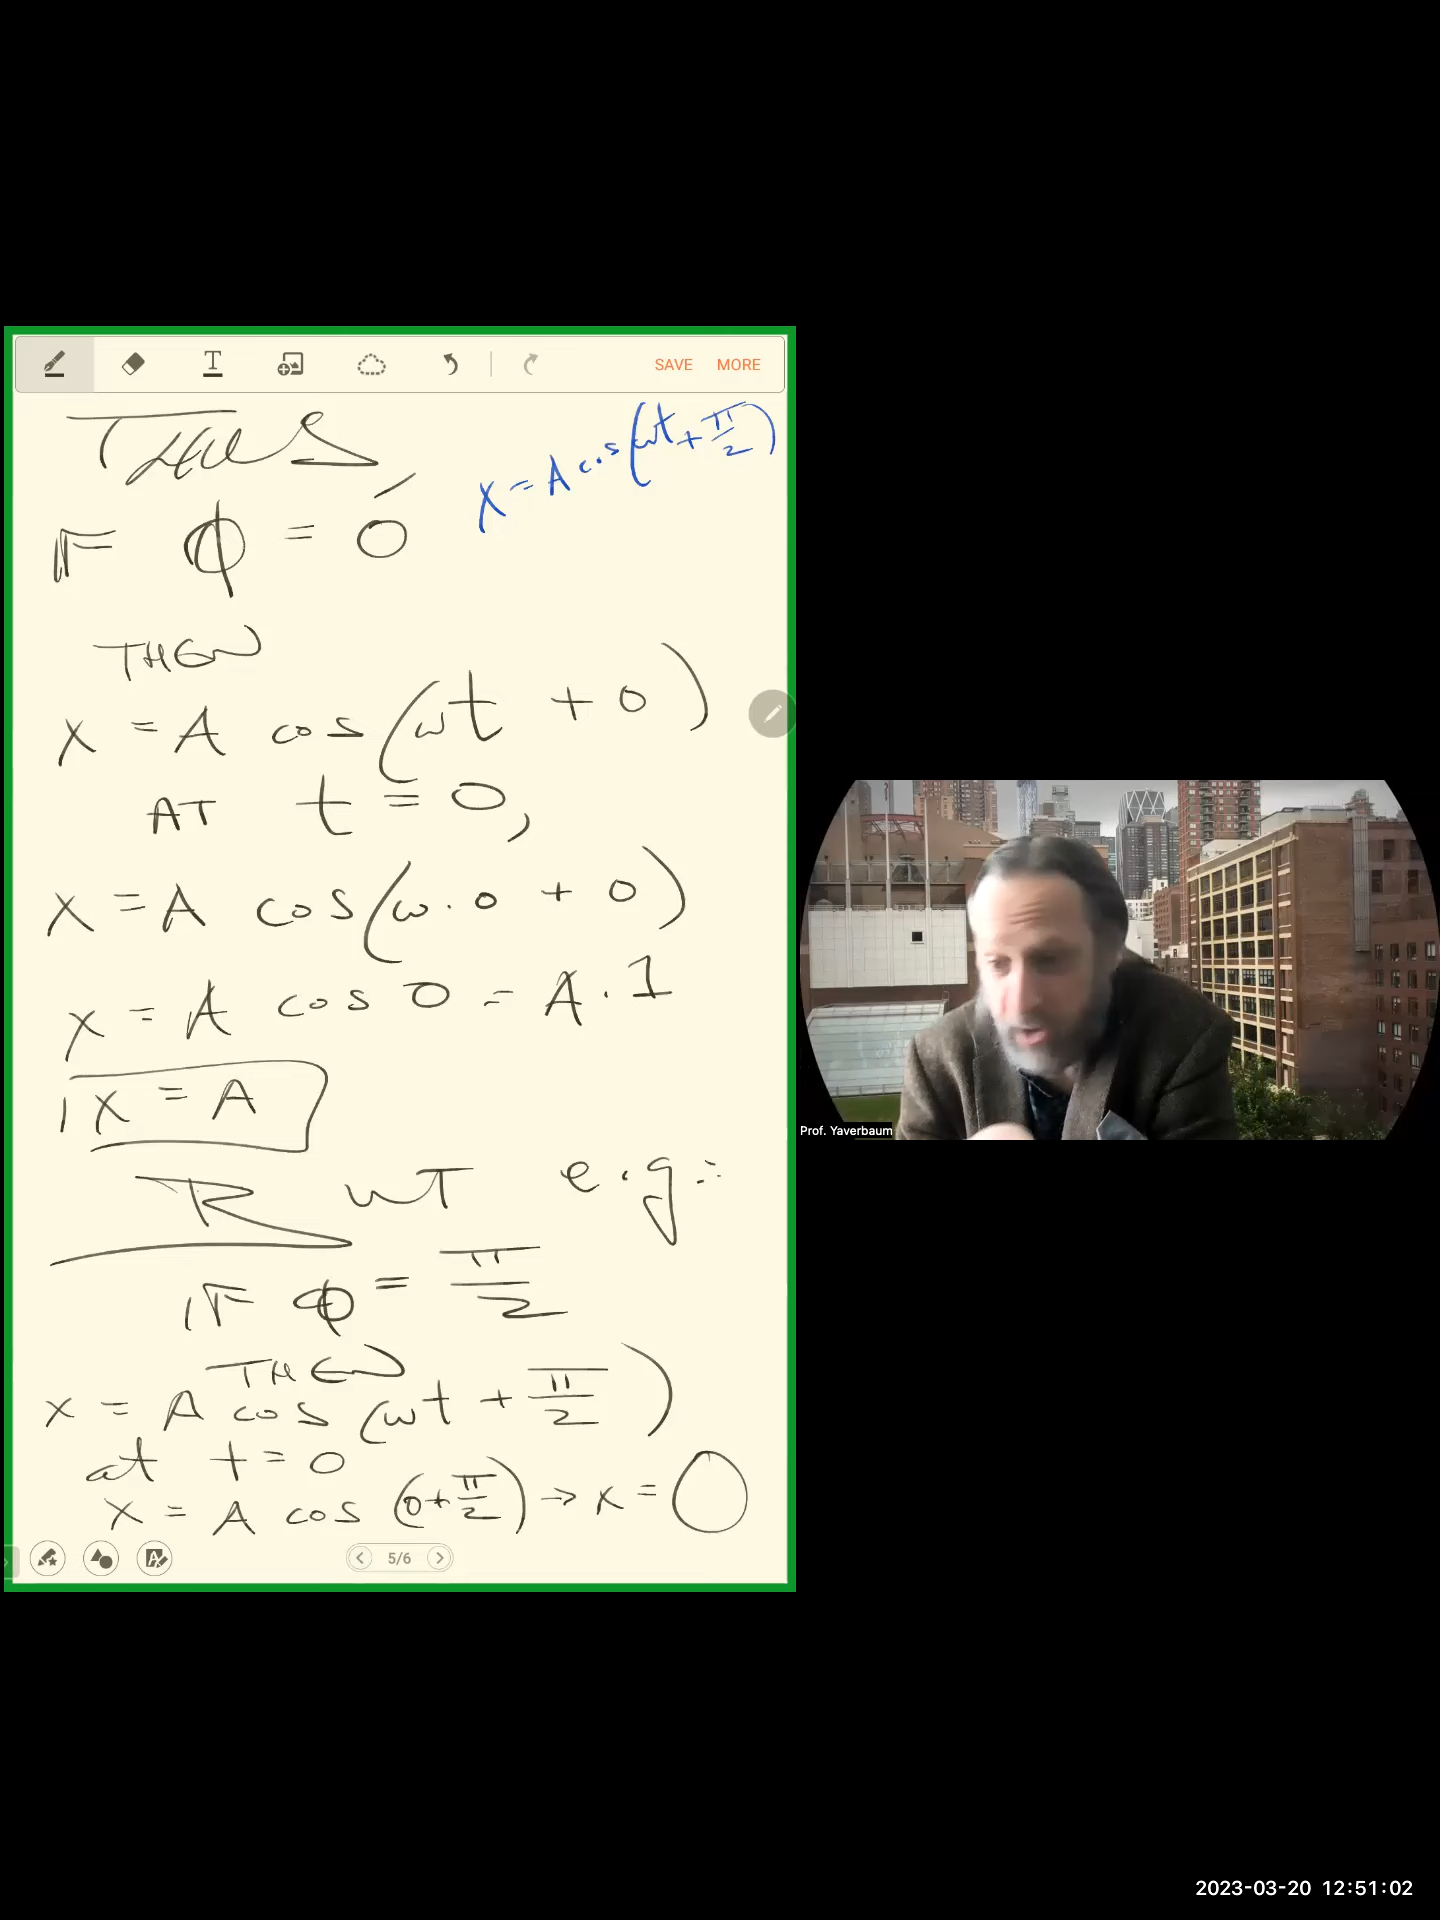 SAVE MORE
THUS,
x = A cos(ωt + π/2)
IF ϕ = 0
THEN
x = A cos(ωt + 0)
AT t = 0,
x = A cos(ω · 0 + 0)
x = A cos 0 = A . 1
x = A
e.g.:
IF ϕ = π/2
THEN
x = A cos (ωt + π/2)
at t = 0
x = A cos (0 + π/2) → x = 0
5/6
Prof. Yaverbaum
2023-03-20 12:51:02